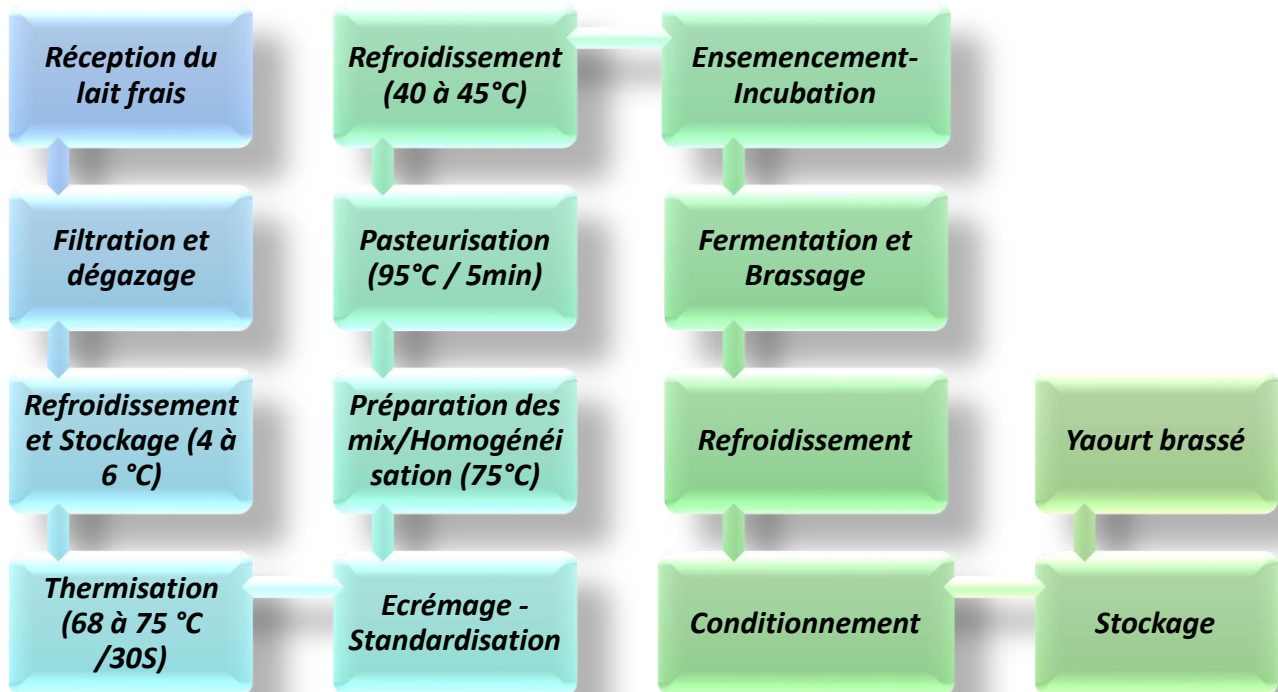 Réception du
lait frais
Filtration et
dégazage
Refroidissement
et Stockage (4 à
6 °C)
Thermisation
(68 à 75 °C
/30S)
Ecrémage -
Standardisation
Préparation des
mix/Homogénéi
sation (75°C)
Pasteurisation
(95°C / 5min)
Refroidissement
(40 à 45°C)
Ensemencement-
Incubation
Fermentation et
Brassage
Refroidissement
Conditionnement
Stockage
Yaourt brassé